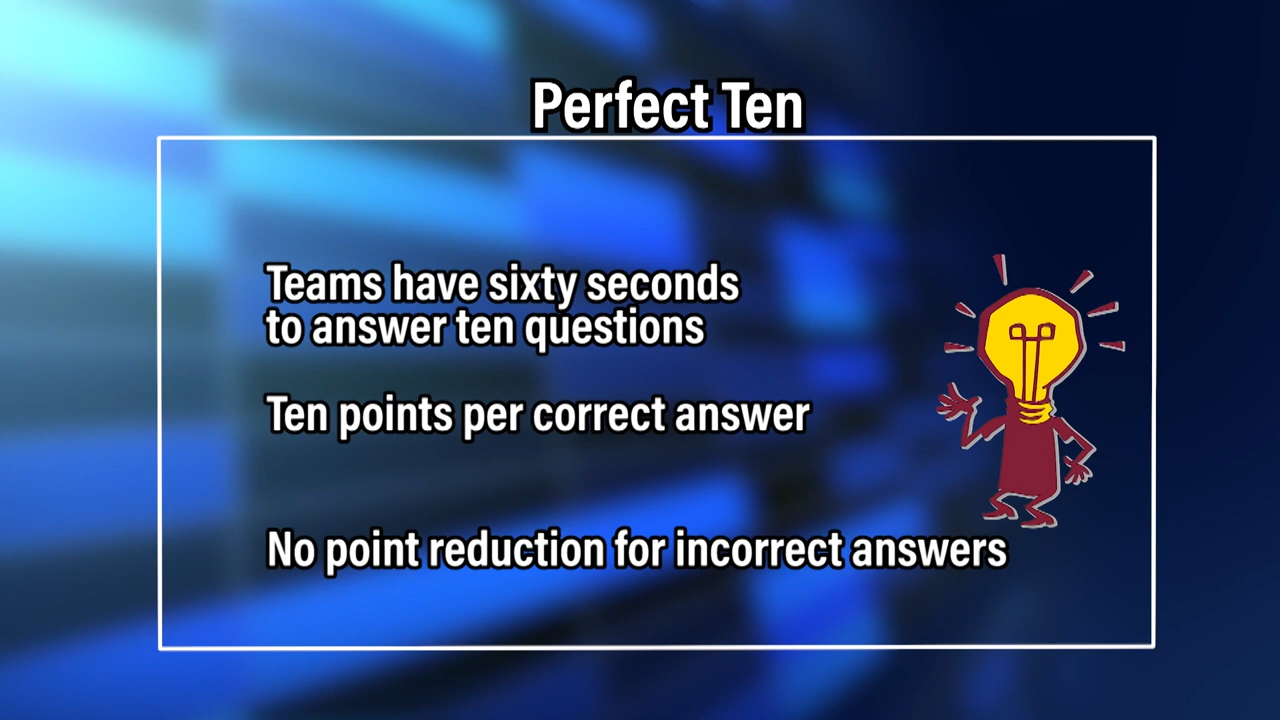 Perfect Ten
Teams have sixty seconds
to answer ten questions
Ten points per correct answer
No point reduction for incorrect answers